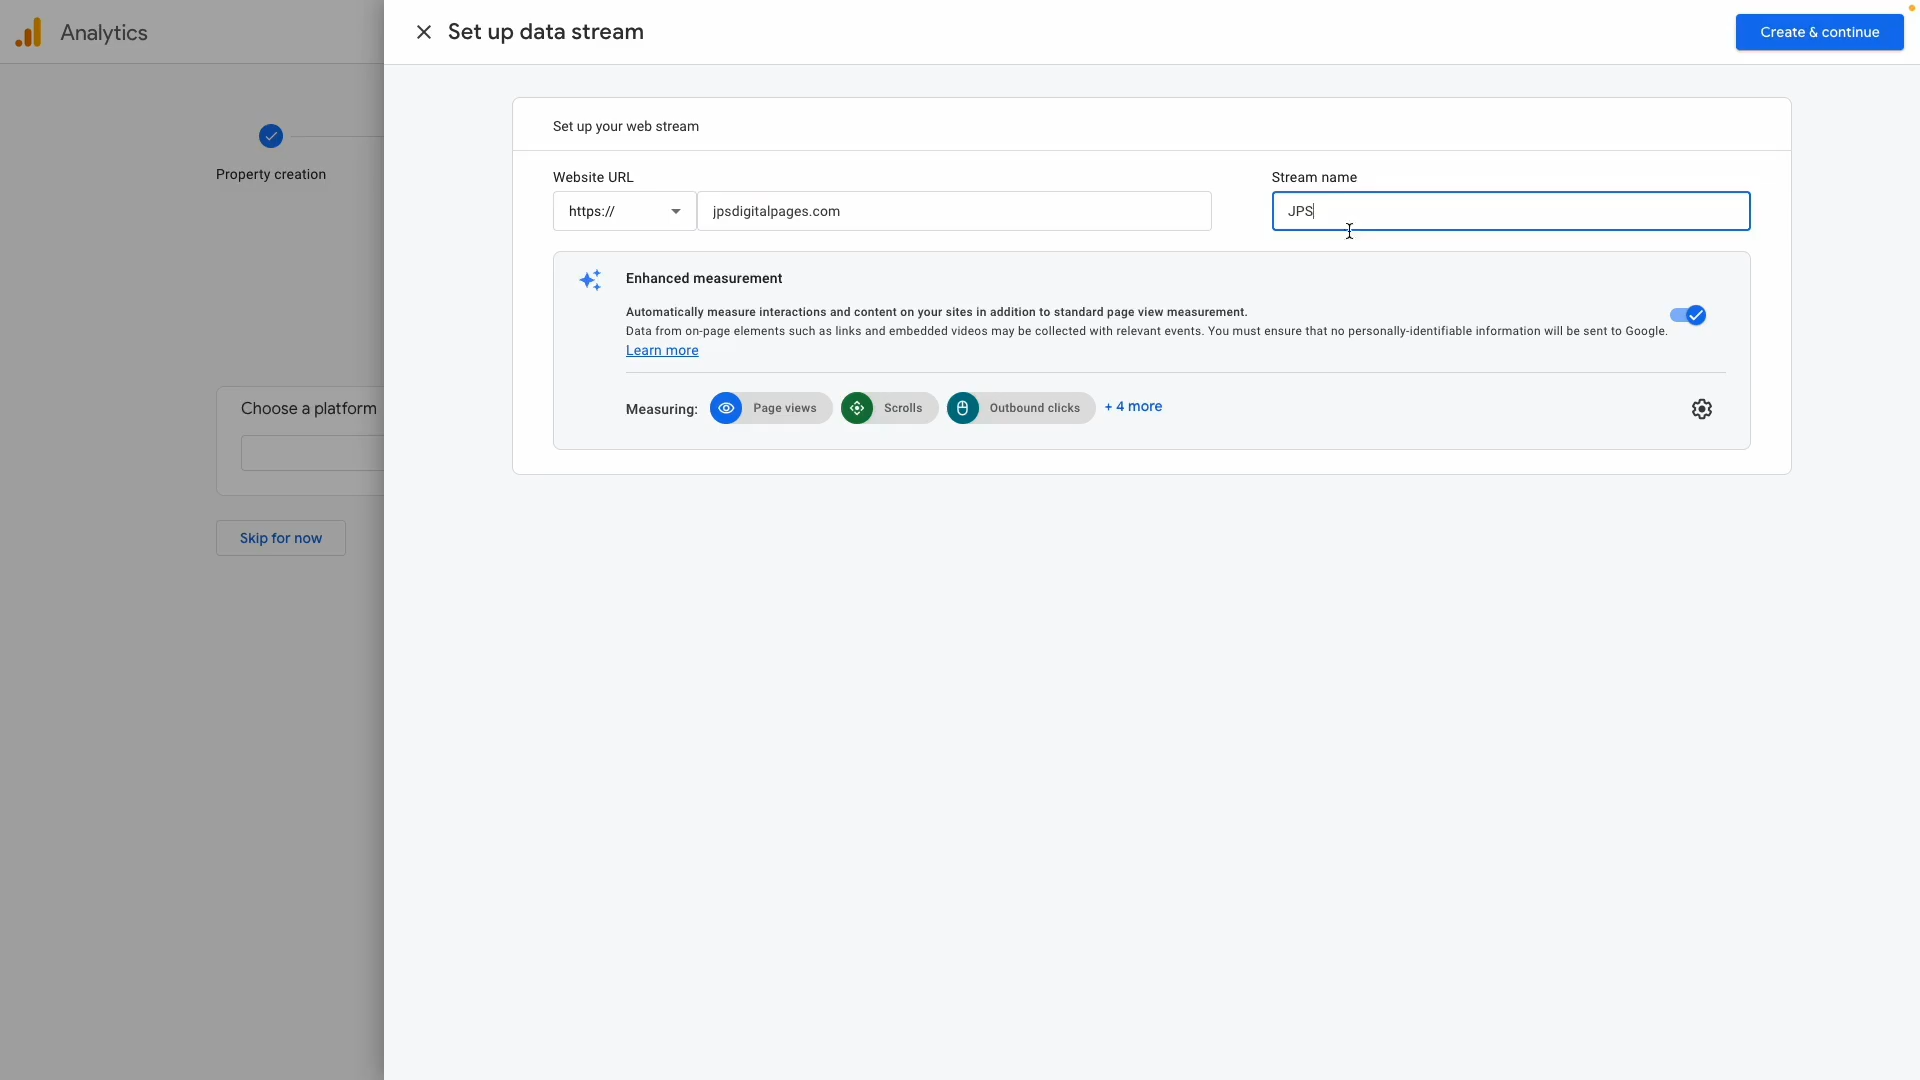 Analytics
Set up data stream
Create & continue
Property creation
Set up your web stream
Website URL
Stream name
https://
jpsdigitalpages.com
JPS
Enhanced measurement
Automatically measure interactions and content on your sites in addition to standard page view measurement.
Data from on-page elements such as links and embedded videos may be collected with relevant events. You must ensure that no personally-identifiable information will be sent to Google.
Learn more
Measuring:
Page views
Scrolls
Outbound clicks
+ 4 more
Choose a platform
Skip for now